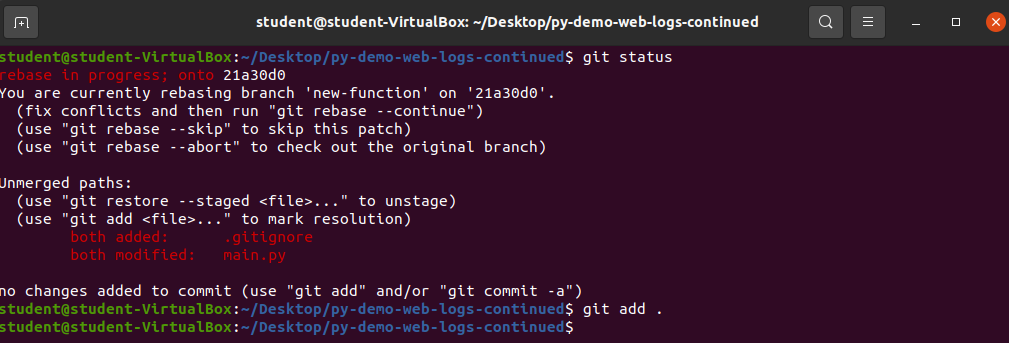 student@student-VirtualBox: ~/Desktop/py-demo-web-logs-continued
student@student-VirtualBox:~/Desktop/py-demo-web-logs-continued$ git status
rebase in progress; onto 21a30d0
You are currently rebasing branch 'new-function' on '21a30d0'.
  (fix conflicts and then run "git rebase --continue")
  (use "git rebase --skip" to skip this patch)
  (use "git rebase --abort" to check out the original branch)

Unmerged paths:
  (use "git restore --staged <file>..." to unstage)
  (use "git add <file>..." to mark resolution)
        both added:      .gitignore
        both modified:   main.py

no changes added to commit (use "git add" and/or "git commit -a")
student@student-VirtualBox:~/Desktop/py-demo-web-logs-continued$ git add .
student@student-VirtualBox:~/Desktop/py-demo-web-logs-continued$